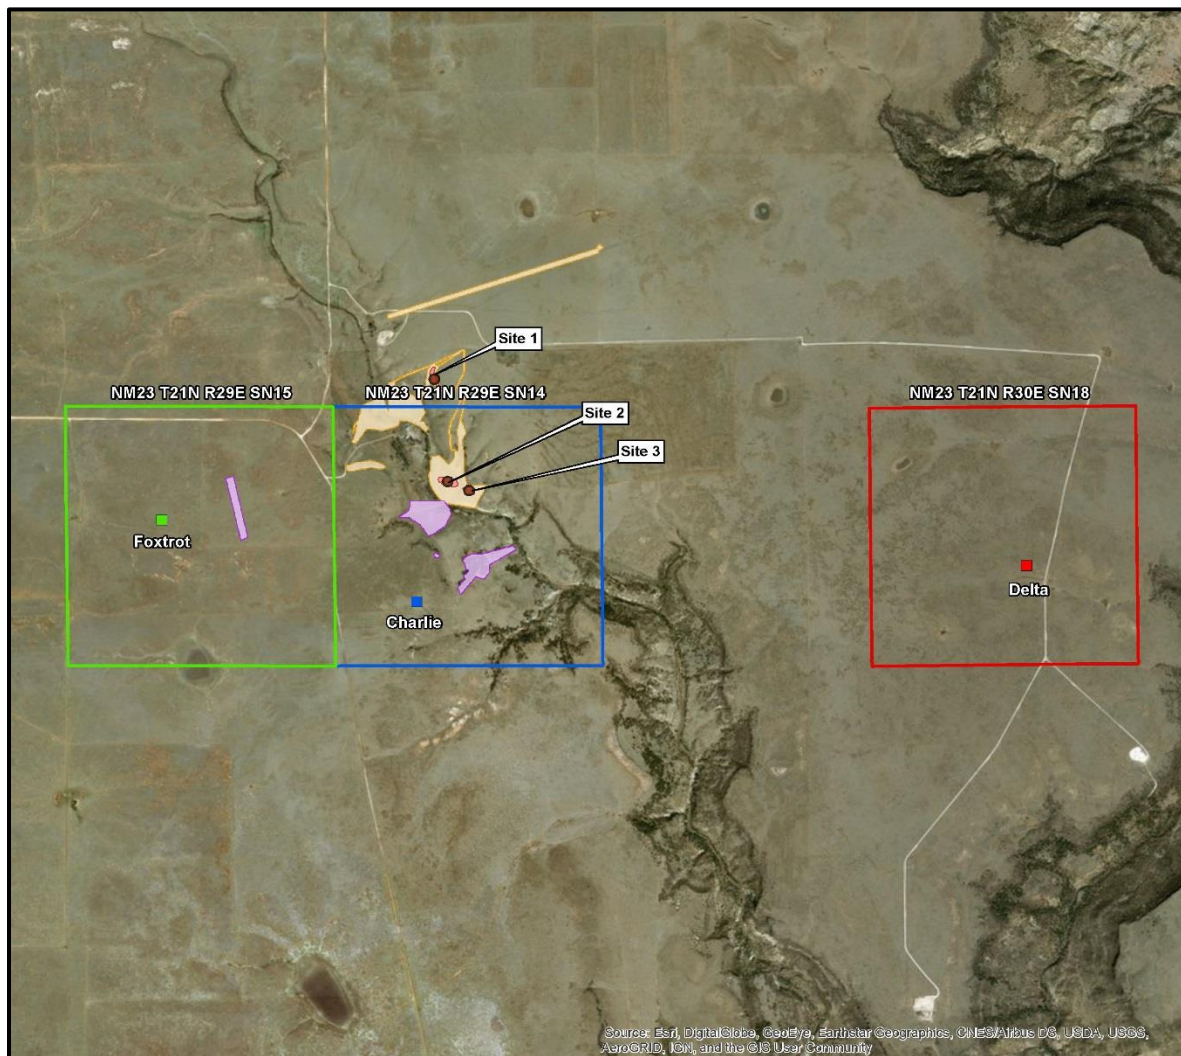 Site 1
NM23 T21N R29E SN15
NM23 T21N R29E SN14
NM23 T21N R30E SN18
Site 2
Site 3
Foxtrot
Delta
Charlie
Source: Esri, DigitalGlobe, GeoEye, Earthstar Geographics, CNES/Airbus DS, USDA, USGS,
AeroGRID, IGN, and the GIS User Community